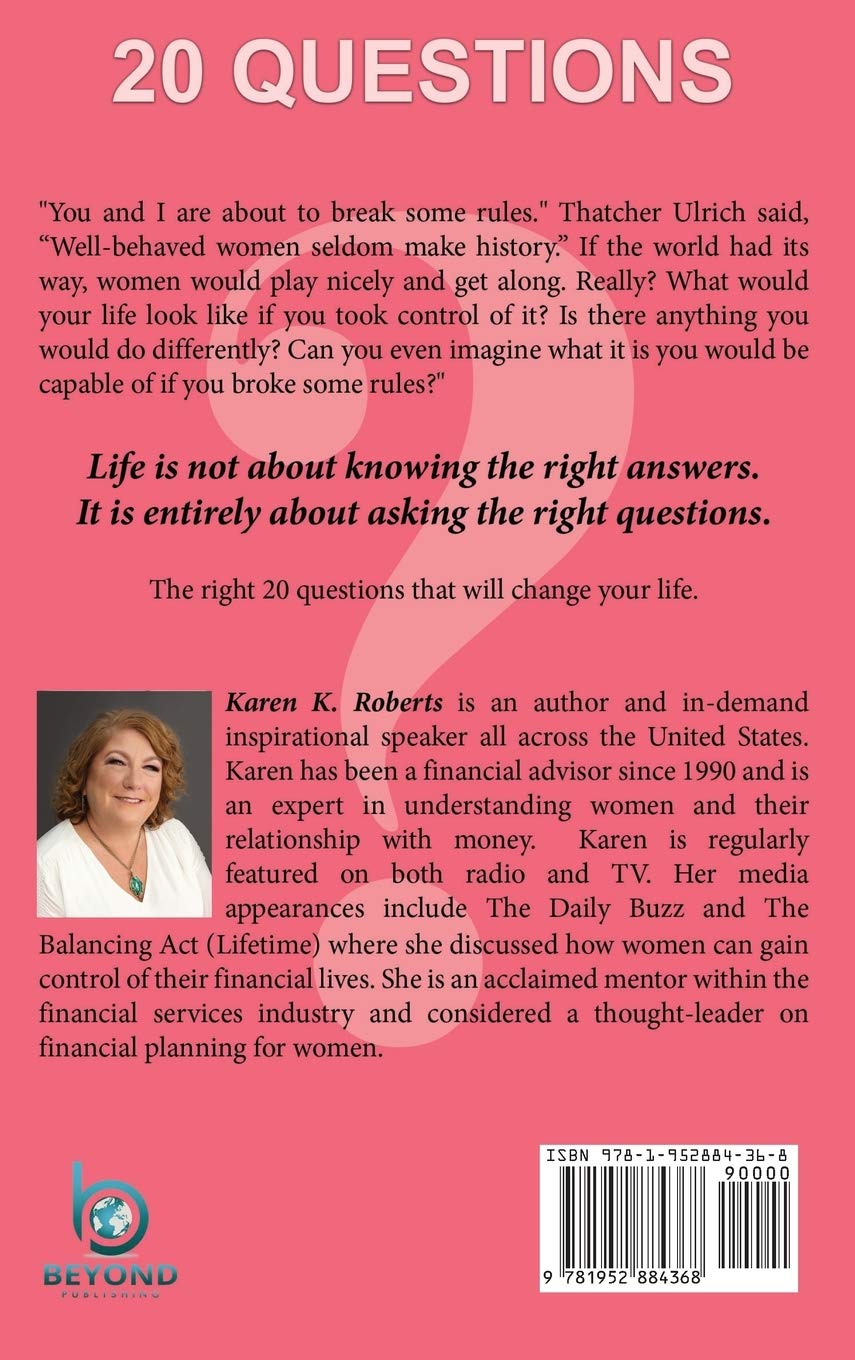 20 QUESTIONS
"You and I are about to break some rules." Thatcher Ulrich said,
“Well-behaved women seldom make history.” If the world had its
way, women would play nicely and get along. Really? What would
your life look like if you took control of it? Is there anything you
would do differently? Can you even imagine what it is you would be
capable of if you broke some rules?"
Life is not about knowing the right answers.
It is entirely about asking the right questions.
The right 20 questions that will change your life.
Karen K. Roberts is an author and in-demand
inspirational speaker all across the United States.
Karen has been a financial advisor since 1990 and is
an expert in understanding women and their
relationship with money. Karen is regularly
featured on both radio and TV. Her media
appearances include The Daily Buzz and The
Balancing Act (Lifetime) where she discussed how women can gain
control of their financial lives. She is an acclaimed mentor within the
financial services industry and considered a thought-leader on
financial planning for women.
BEYOND
PUBLISHING
ISBN 978-1-952884-36-8
90000
9 781952 884368